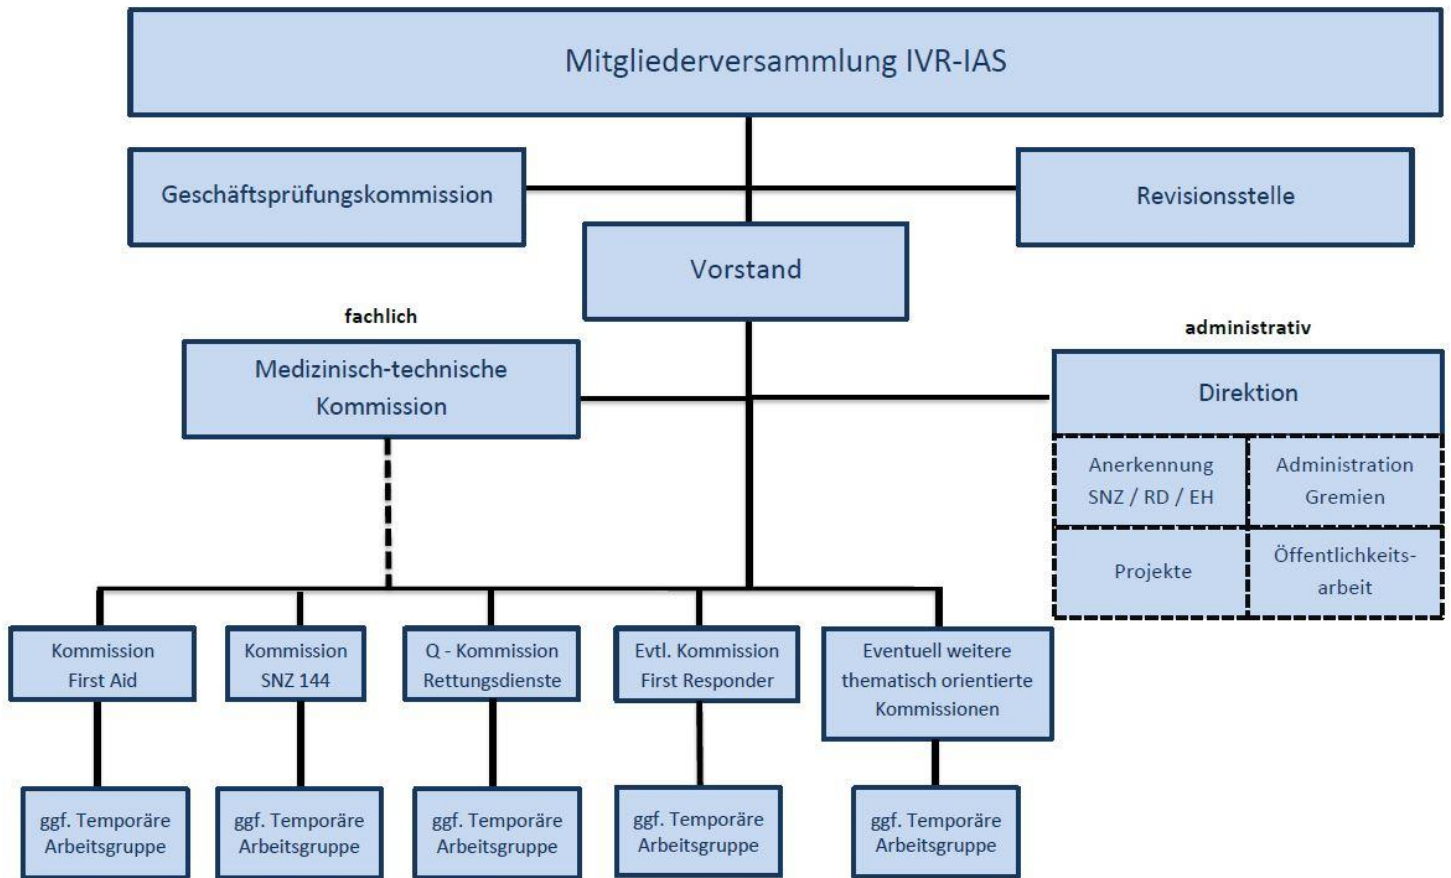 Mitgliederversammlung IVR-IAS
Geschäftsprüfungskommission
Revisionsstelle
Vorstand
fachlich
administrativ
Medizinisch-technische
Kommission
Direktion
Anerkennung
SNZ / RD / EH
Administration
Gremien
Projekte
Öffentlichkeits-
arbeit
Kommission
First Aid
Kommission
SNZ 144
Q - Kommission
Rettungsdienste
Evtl. Kommission
First Responder
Eventuell weitere
thematisch orientierte
Kommissionen
ggf. Temporäre
Arbeitsgruppe
ggf. Temporäre
Arbeitsgruppe
ggf. Temporäre
Arbeitsgruppe
ggf. Temporäre
Arbeitsgruppe
ggf. Temporäre
Arbeitsgruppe